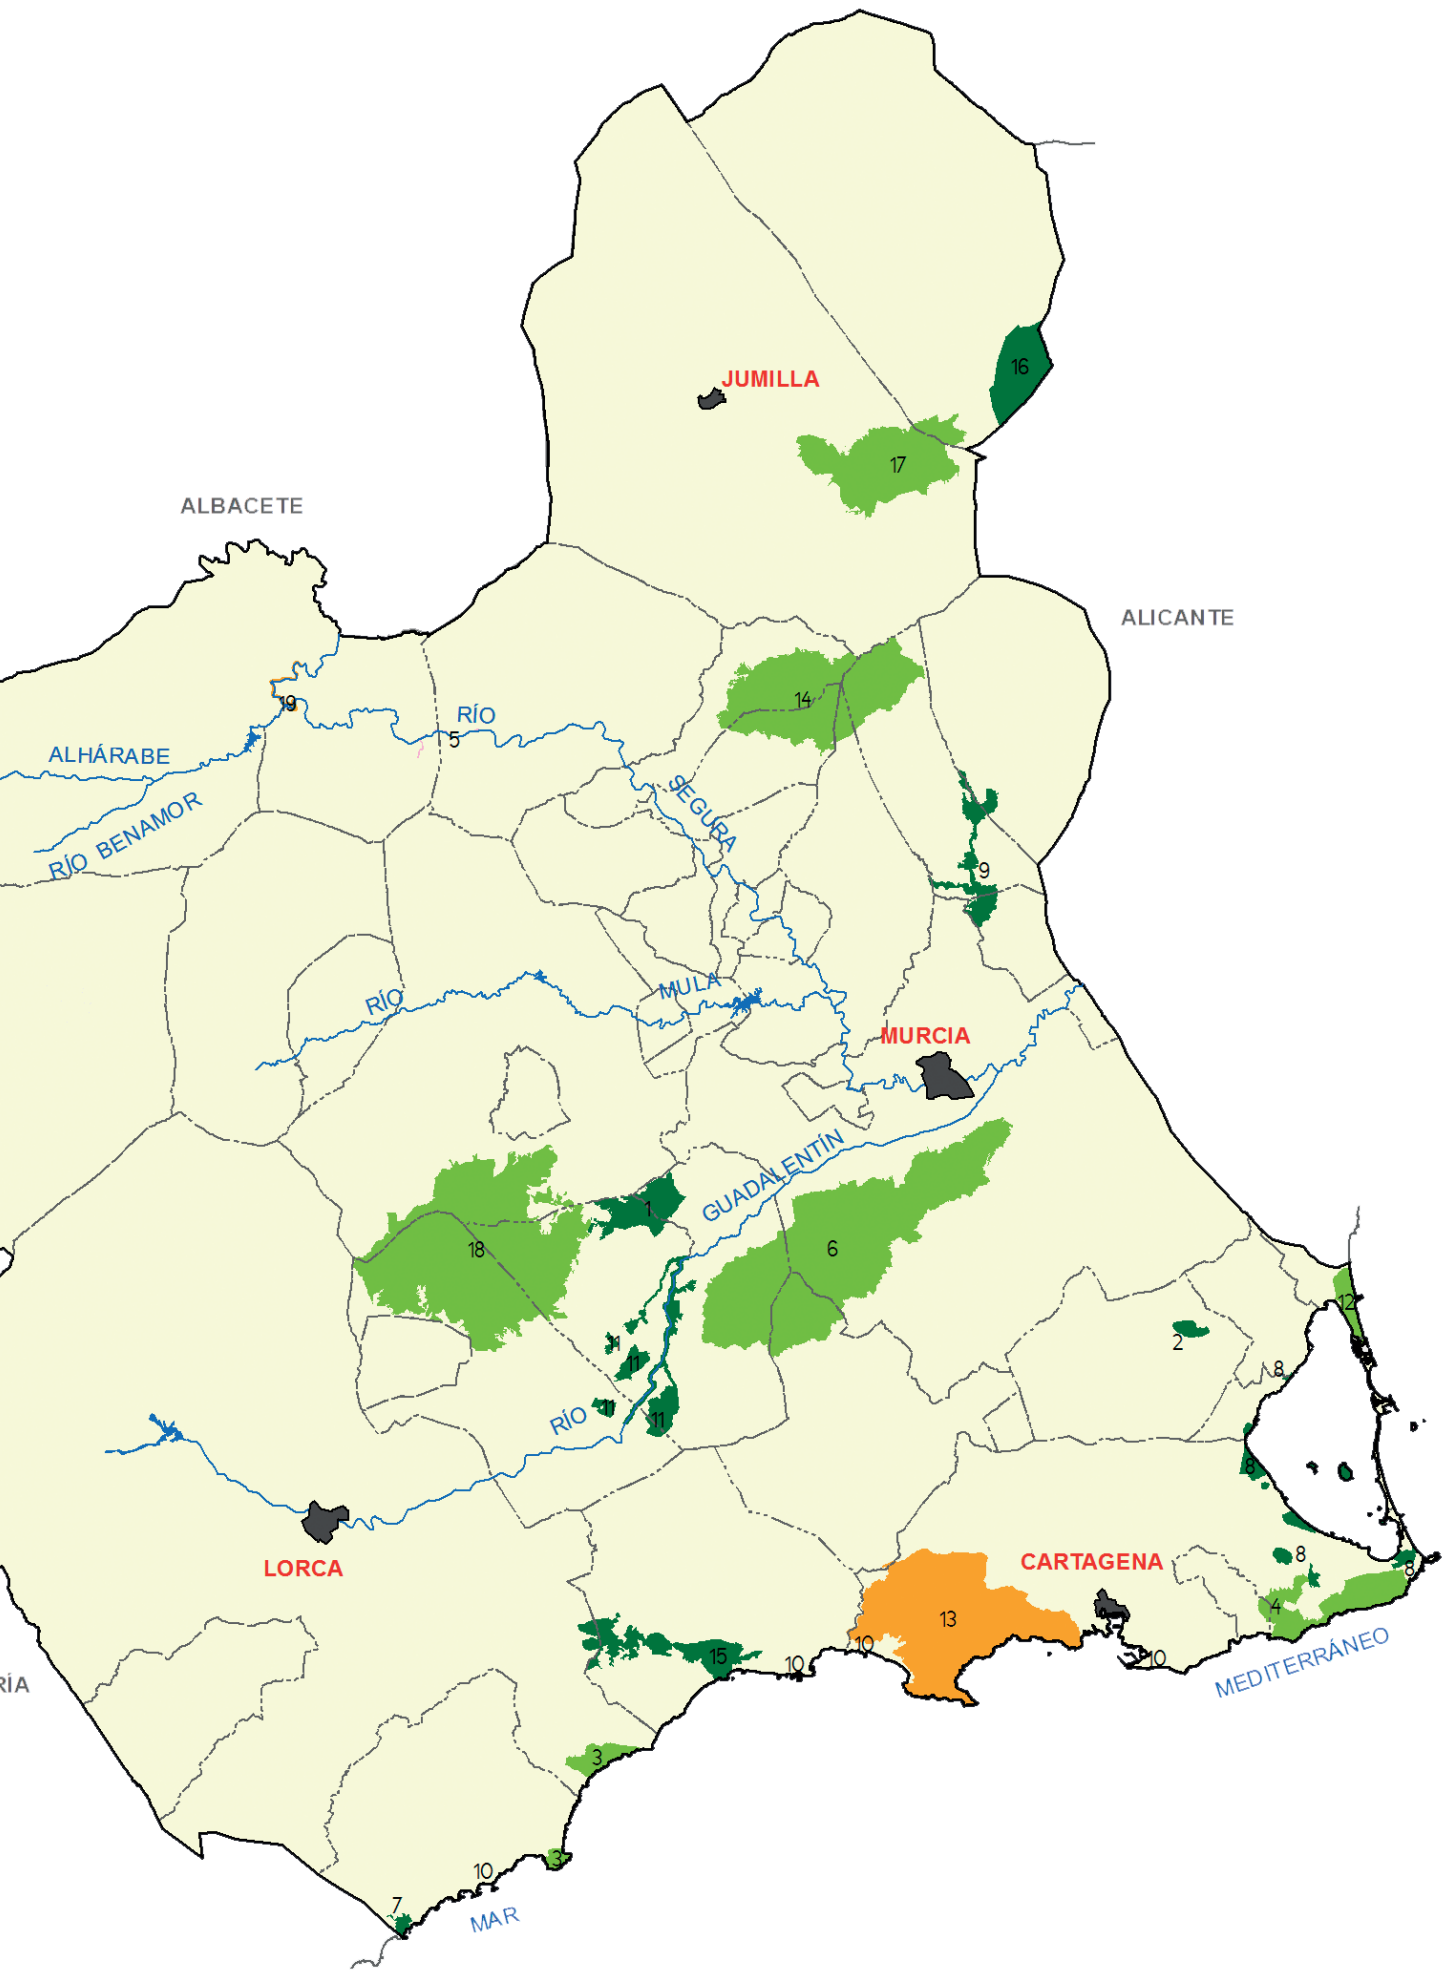 16
JUMILLA
17
ALBACETE
ALICANTE
14
19
RÍO
5
ALHÁRABE
SEGURA
RÍO BENAMOR
9
RÍO
MULA
MURCIA
GUADALENTÍN
1
18
6
12
2
11
8
11
11
RÍO
11
8
LORCA
CARTAGENA
8
8
4
13
10
15
10
10
MEDITERRÁNEO
RÍA
3
3
10
7
MAR